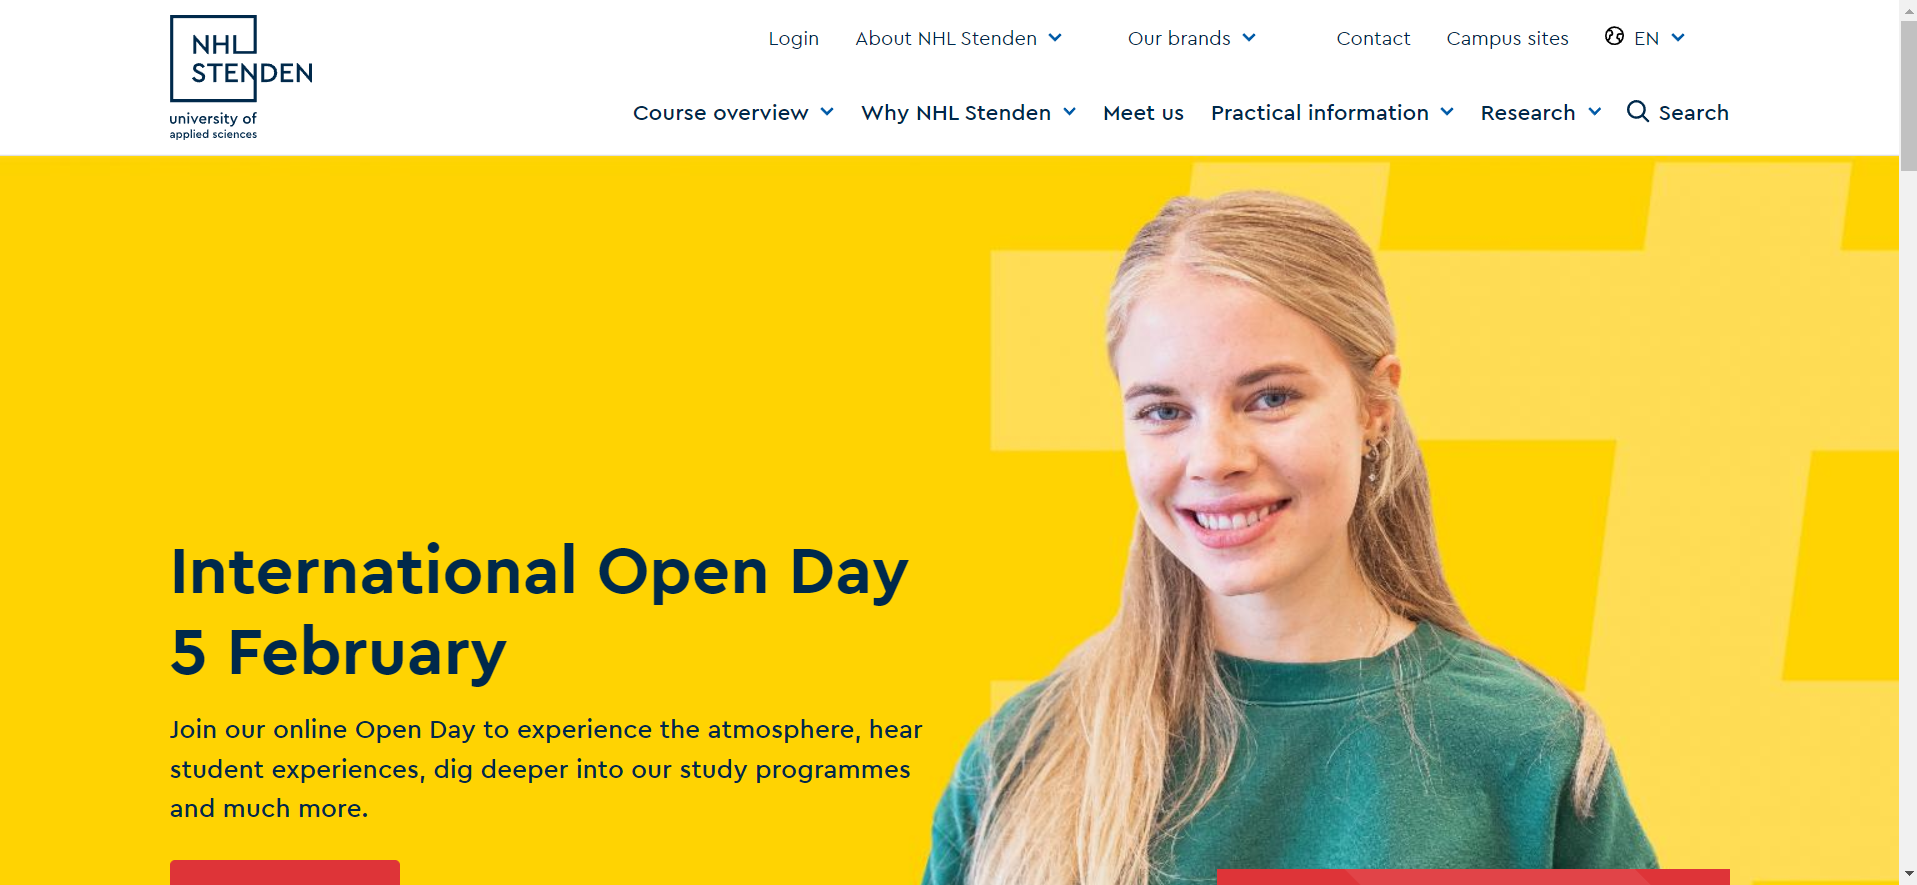 NHL
STENDEN
university of
applied sciences
Login About NHL Stenden Our brands Contact Campus sites EN
Course overview Why NHL Stenden Meet us Practical information Research Search
International Open Day
5 February
Join our online Open Day to experience the atmosphere, hear
student experiences, dig deeper into our study programmes
and much more.